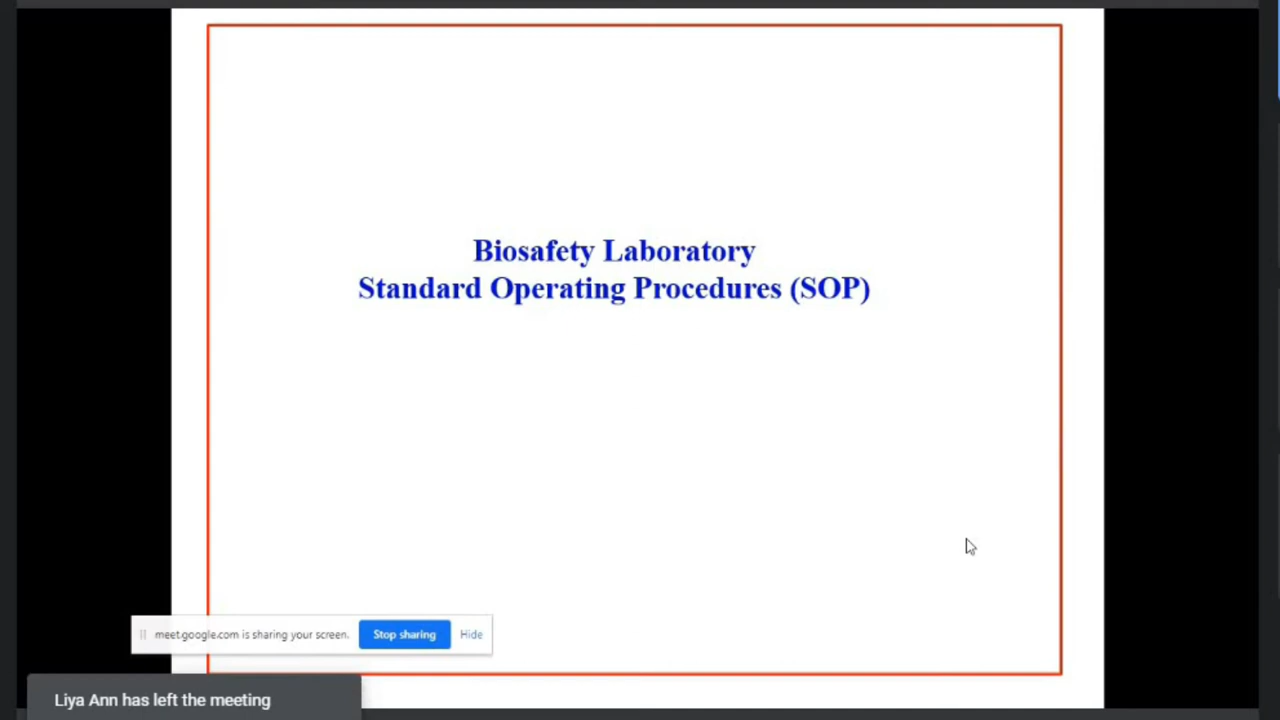 Biosafety Laboratory
Standard Operating Procedures (SOP)
meet.google.com is sharing your screen. Stop sharing Hide
Liya Ann has left the meeting